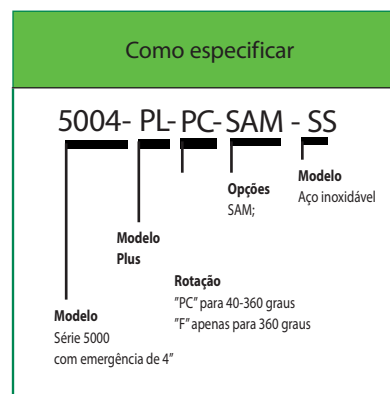 Como especificar
5004- PL- PC- SAM - SS
Opções
SAM;
Modelo
Aço inoxidável
Modelo
Plus
Rotação
"PC" para 40-360 graus
"F" apenas para 360 graus
Modelo
Série 5000
com emergência de 4"